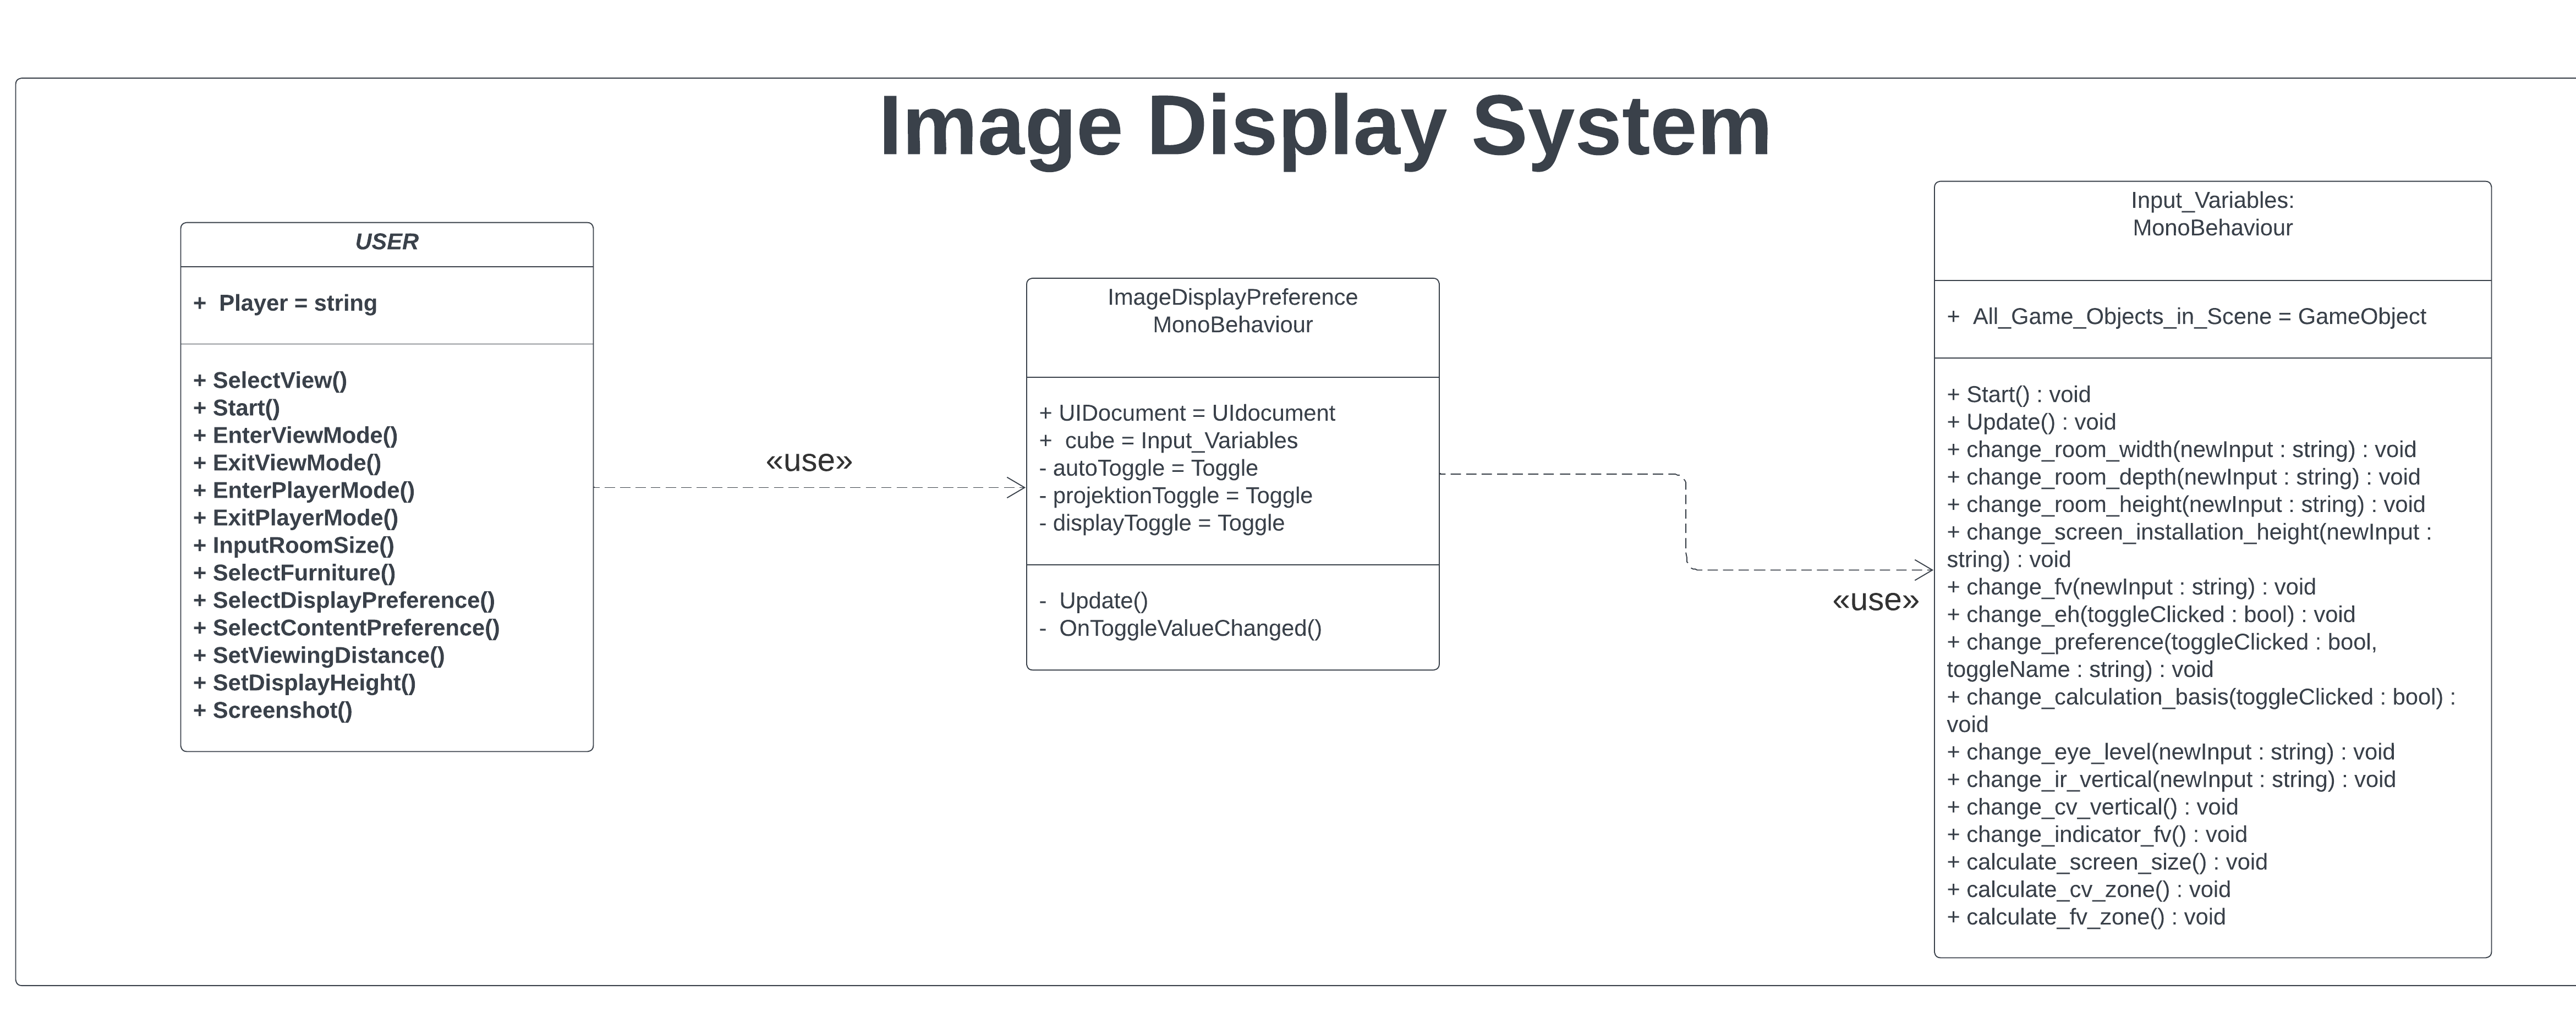 Image Display System
USER
+  Player = string
+ SelectView()
+ Start()
+ EnterViewMode()
+ ExitViewMode()
+ EnterPlayerMode()
+ ExitPlayerMode()
+ InputRoomSize()
+ SelectFurniture()
+ SelectDisplayPreference()
+ SelectContentPreference()
+ SetViewingDistance()
+ SetDisplayHeight()
+ Screenshot()
«use»
ImageDisplayPreference
MonoBehaviour
+ UIDocument = UIdocument
+  cube = Input_Variables
- autoToggle = Toggle
- projektionToggle = Toggle
- displayToggle = Toggle
-  Update()
-  OnToggleValueChanged()
«use»
Input_Variables:
MonoBehaviour
+  All_Game_Objects_in_Scene = GameObject
+ Start() : void
+ Update() : void
+ change_room_width(newInput : string) : void
+ change_room_depth(newInput : string) : void
+ change_room_height(newInput : string) : void
+ change_screen_installation_height(newInput :
string) : void
+ change_fv(newInput : string) : void
+ change_eh(toggleClicked : bool) : void
+ change_preference(toggleClicked : bool,
toggleName : string) : void
+ change_calculation_basis(toggleClicked : bool) :
void
+ change_eye_level(newInput : string) : void
+ change_ir_vertical(newInput : string) : void
+ change_cv_vertical() : void
+ change_indicator_fv() : void
+ calculate_screen_size() : void
+ calculate_cv_zone() : void
+ calculate_fv_zone() : void